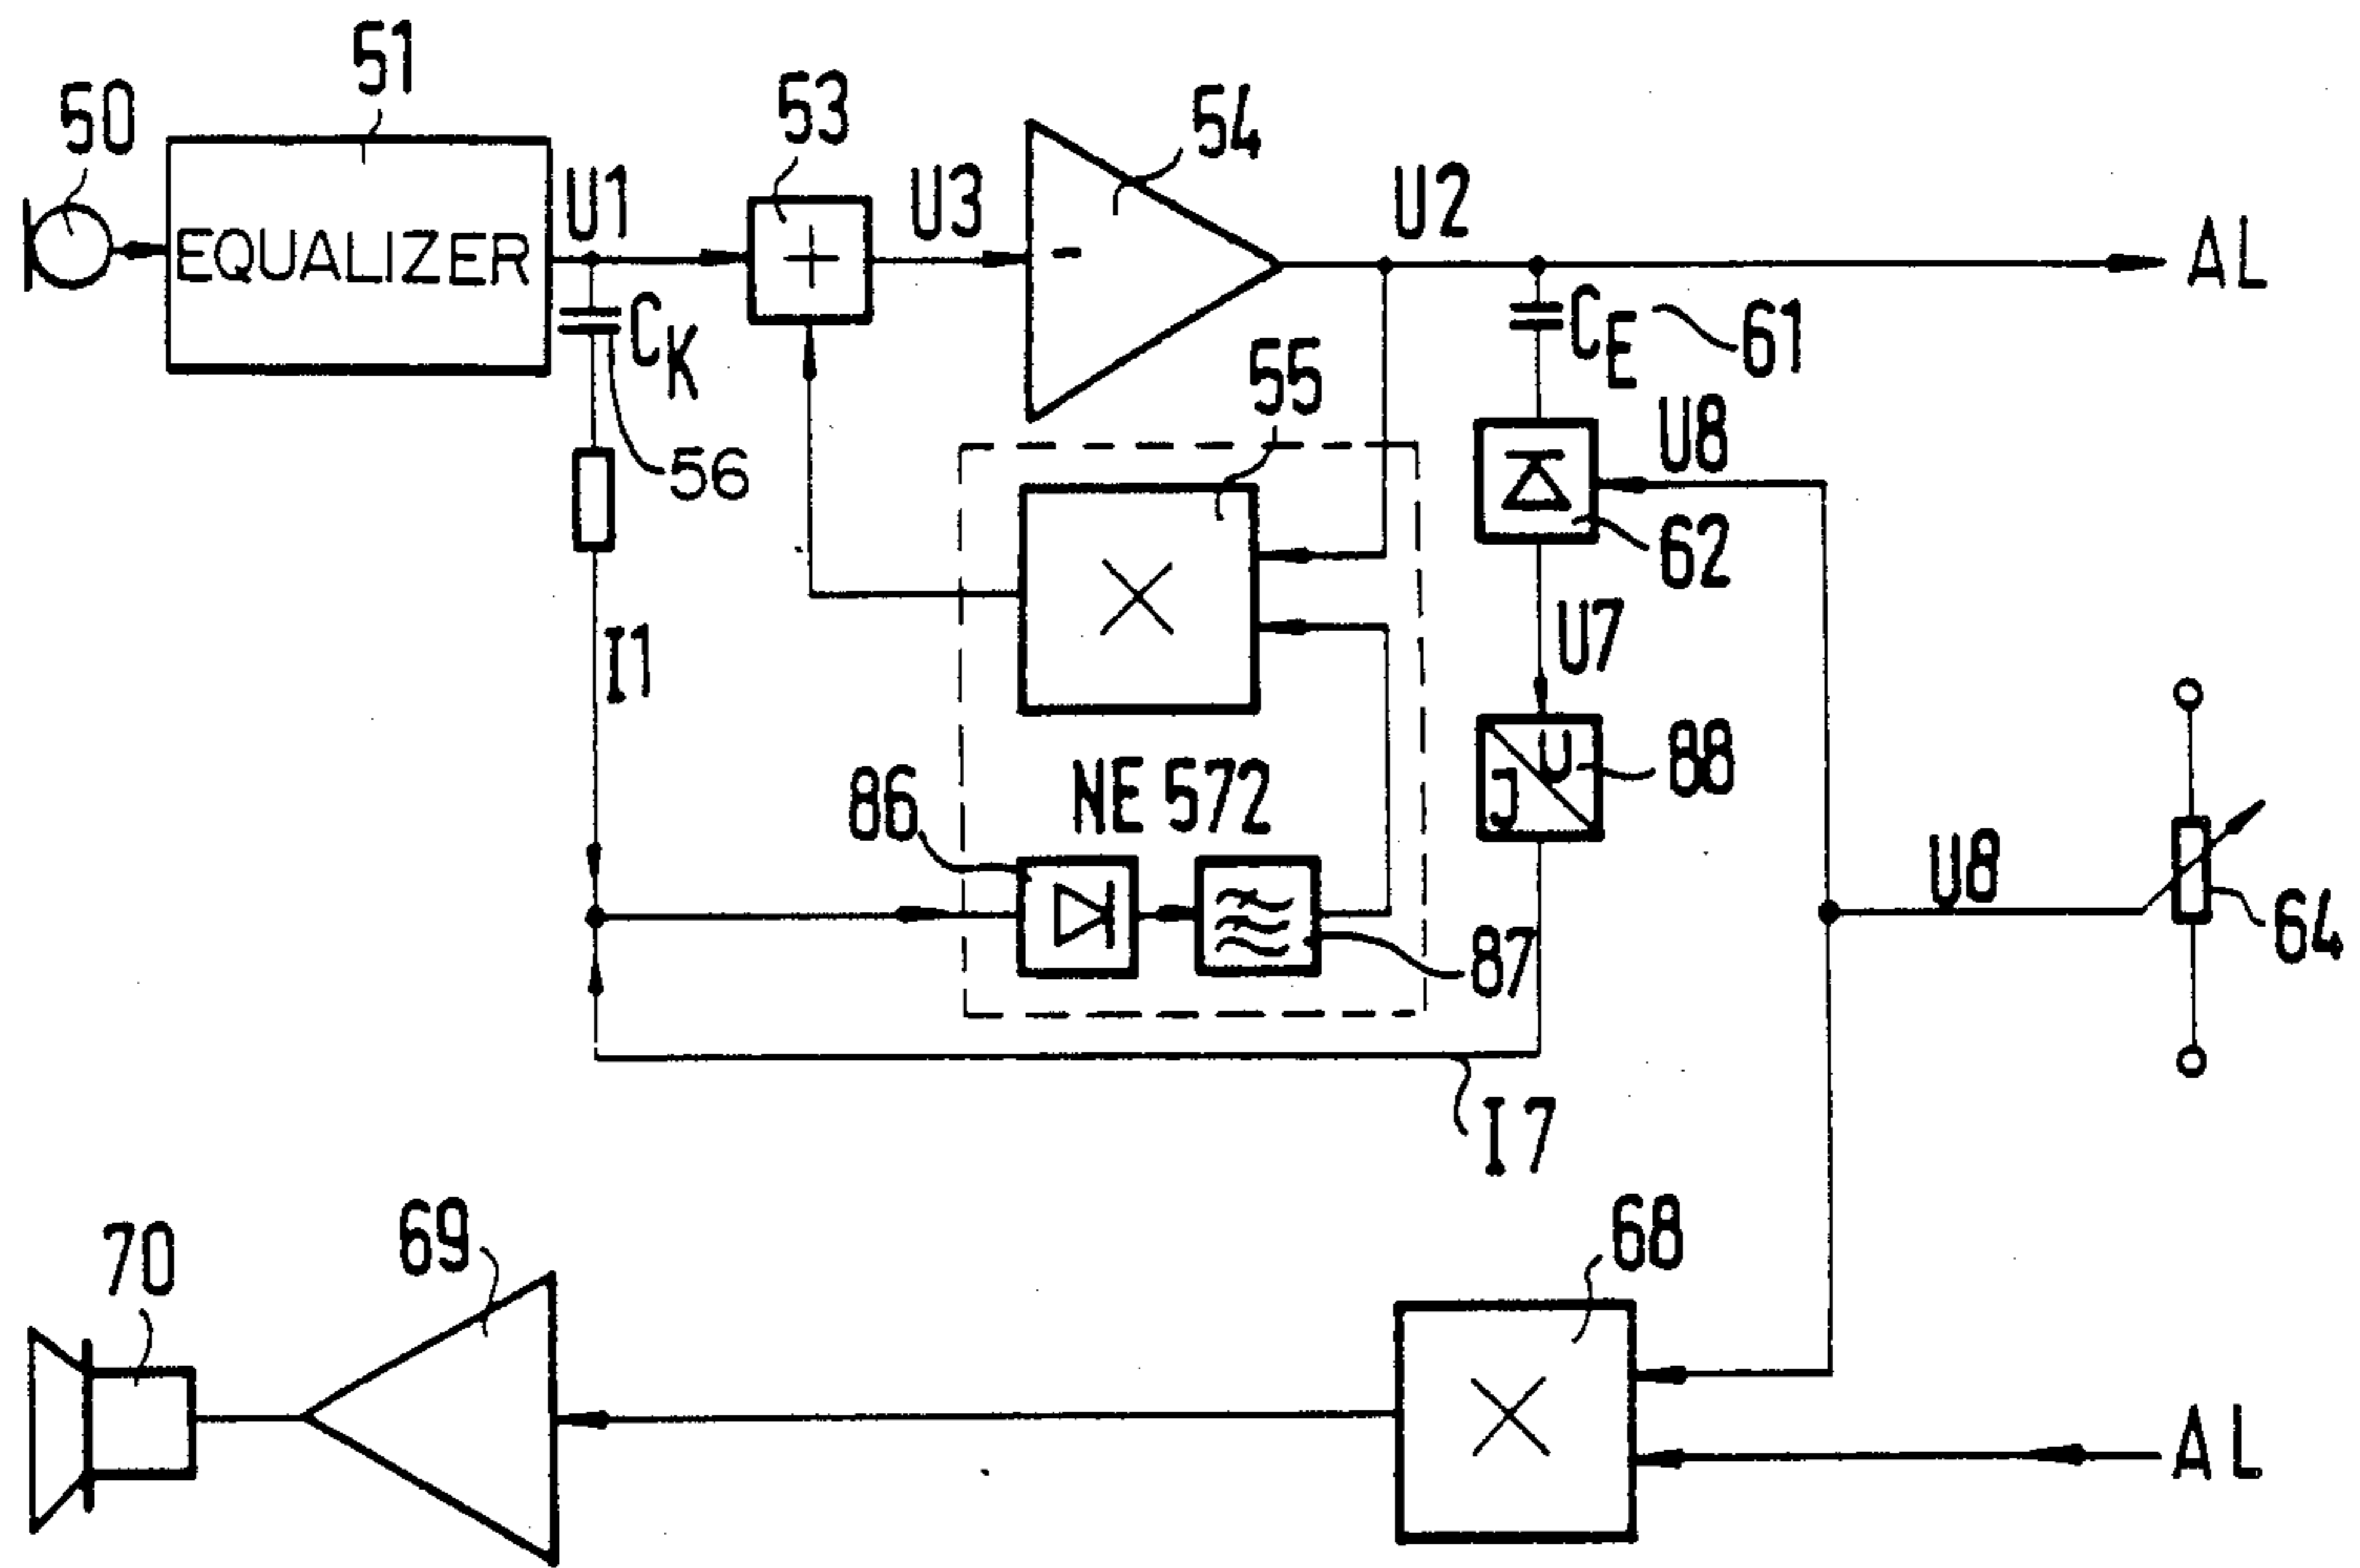 51
50
53
54
U1
U3
U2
EQUALIZER
+
-
AL
CK
CE
61
55
U8
56
62
I1
U7
X
NE 572
86
U
J
88
U8
64
87
I7
70
69
68
X
AL